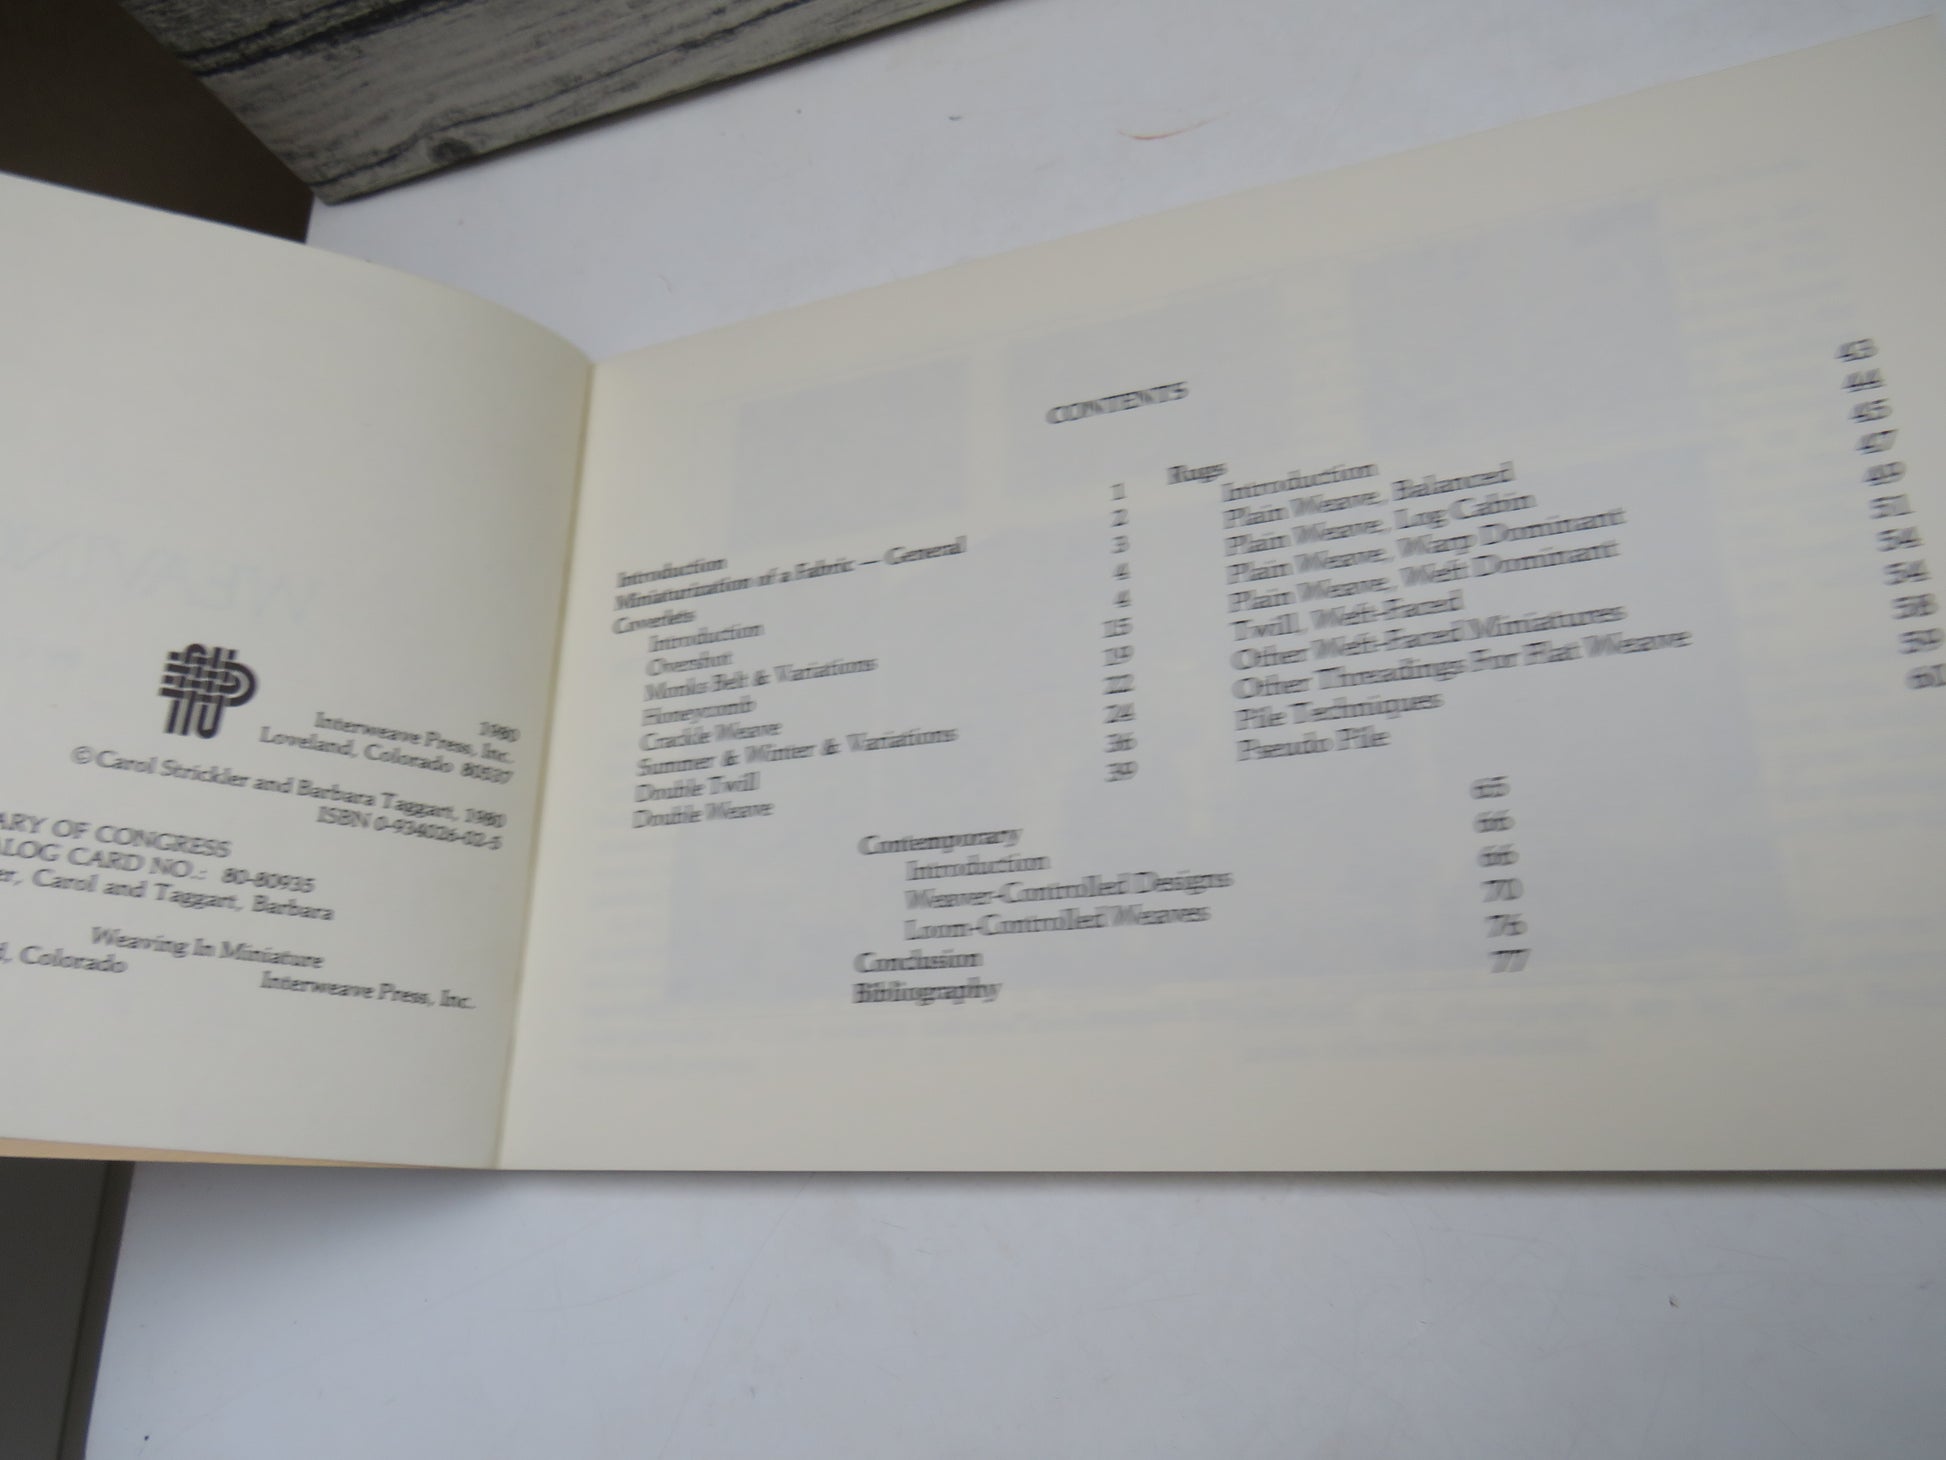 1980
Interweave Press, Inc.
Loveland, Colorado 80537
© Carol Strickler and Barbara Taggart, 1980
ISBN 0-934026-02-5
OF CONGRESS
CARD NO.: 80-80935
Carol and Taggart, Barbara
Weaving In Miniature
Colorado Interweave Press, Inc.
CONTENTS
Introduction 1
Miniaturization of a Fabric — General 2
Coverlets 3
Introduction 4
Overshot 4
Monks Belt & Variations 15
Honeycomb 19
Crackle Weave 22
Summer & Winter & Variations 24
Double Twill 36
Double Weave 39
Rugs 43
Introduction 44
Plain Weave, Balanced 45
Plain Weave, Log Cabin 47
Plain Weave, Warp Dominant 49
Plain Weave, Weft Dominant 51
Twill, Weft-Faced 54
Other Weft-Faced Miniatures 54
Other Threadings For Flat Weave 58
Pile Techniques 59
Pseudo Pile 61
Contemporary 65
Introduction 66
Weaver-Controlled Designs 66
Loom-Controlled Weaves 70
Conclusion 76
Bibliography 77